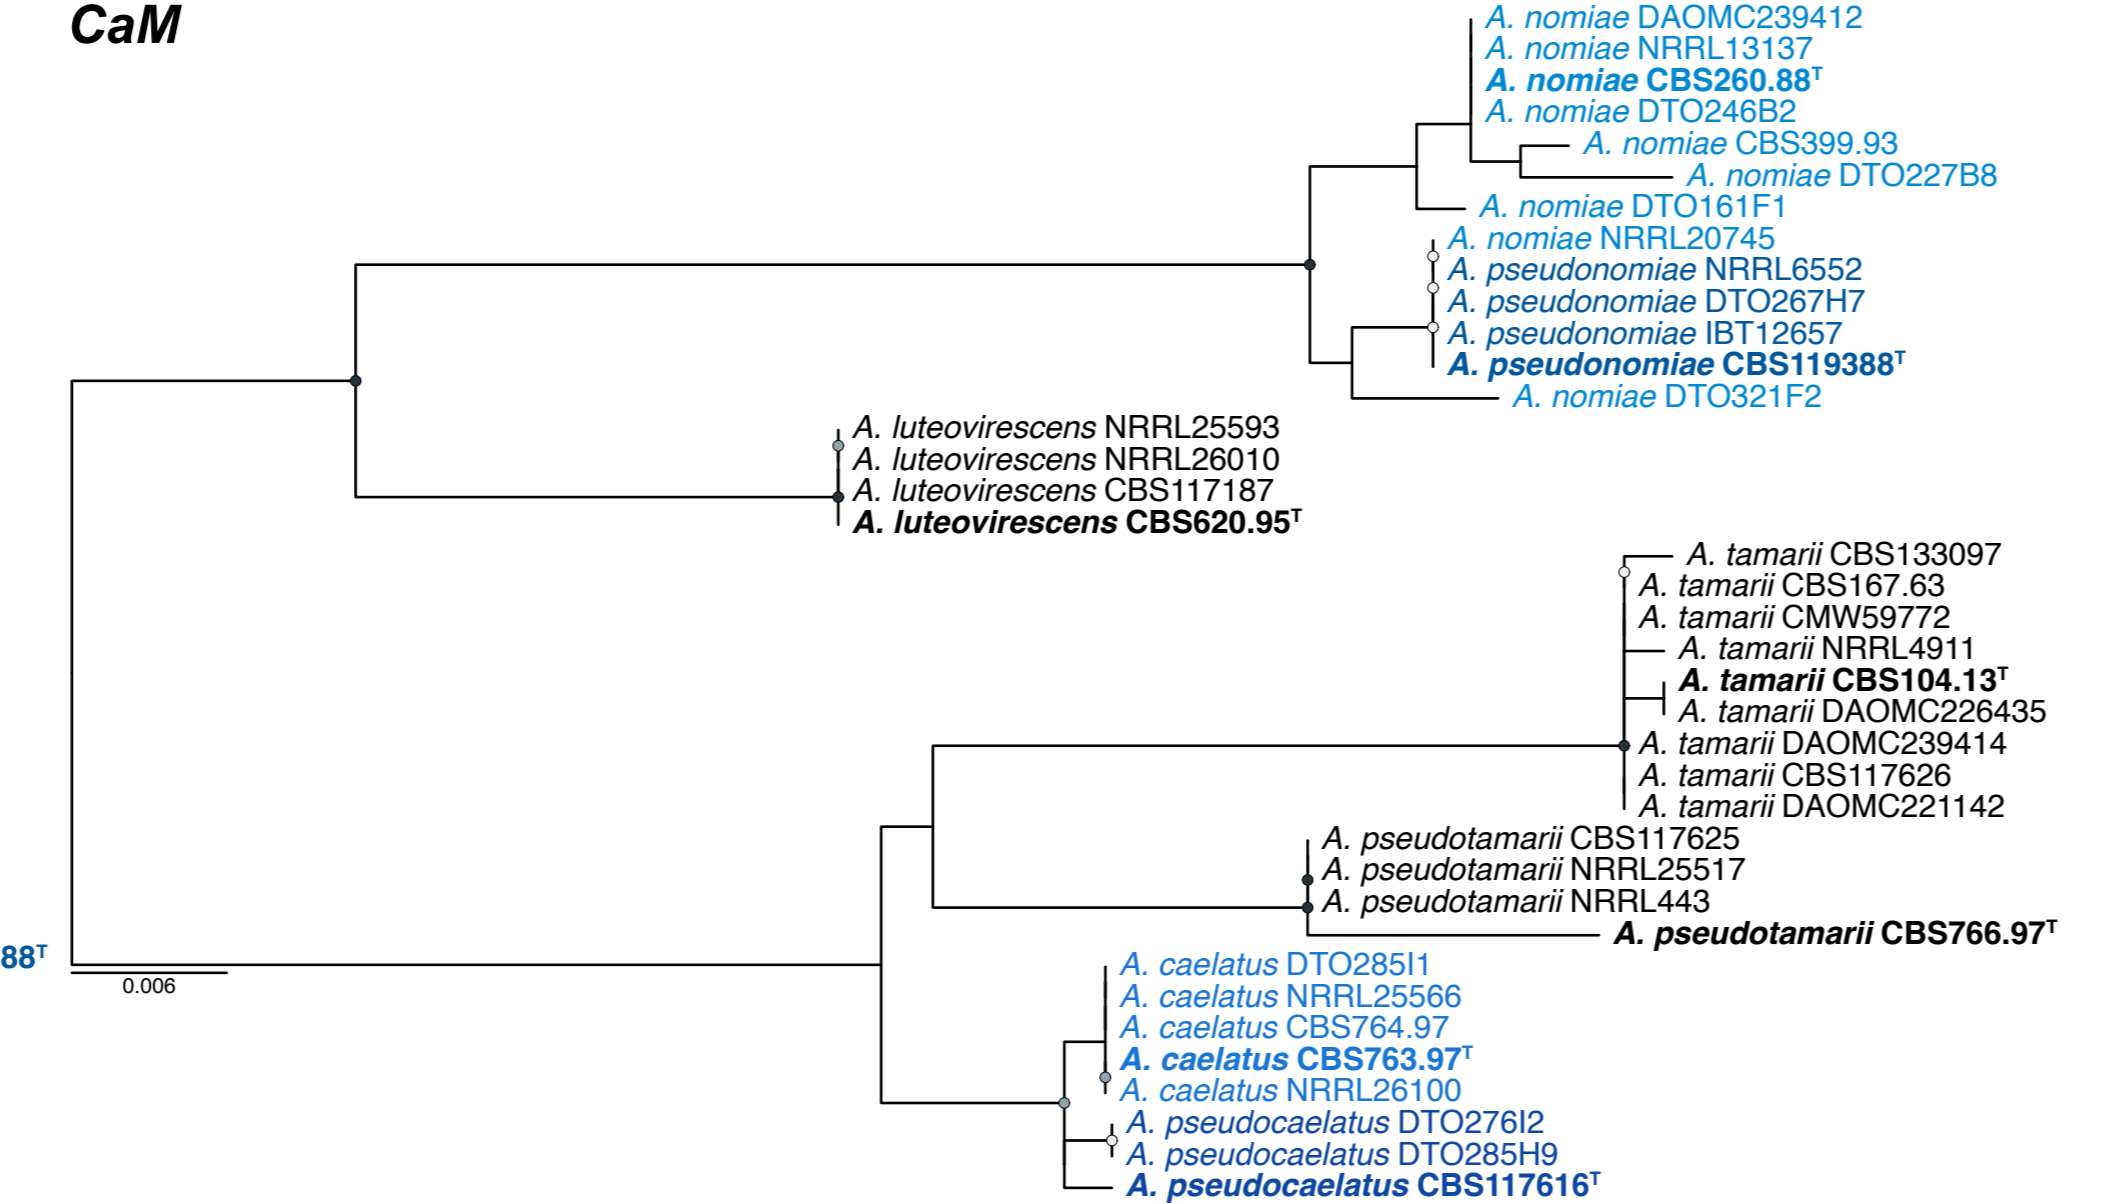 CaM
A. nomiae DAOMC239412
A. nomiae NRRL13137
A. nomiae CBS260.88T
A. nomiae DTO246B2
A. nomiae CBS399.93
A. nomiae DTO227B8
A. nomiae DTO161F1
A. nomiae NRRL20745
A. pseudonomiae NRRL6552
A. pseudonomiae DTO267H7
A. pseudonomiae IBT12657
A. pseudonomiae CBS119388T
A. nomiae DTO321F2
A. luteovirescens NRRL25593
A. luteovirescens NRRL26010
A. luteovirescens CBS117187
A. luteovirescens CBS620.95T
A. tamarii CBS133097
A. tamarii CBS167.63
A. tamarii CMW59772
A. tamarii NRRL4911
A. tamarii CBS104.13T
A. tamarii DAOMC226435
A. tamarii DAOMC239414
A. tamarii CBS117626
A. tamarii DAOMC221142
A. pseudotamarii CBS117625
A. pseudotamarii NRRL25517
A. pseudotamarii NRRL443
A. pseudotamarii CBS766.97T
88T
0.006
A. caelatus DTO285I1
A. caelatus NRRL25566
A. caelatus CBS764.97
A. caelatus CBS763.97T
A. caelatus NRRL26100
A. pseudocaelatus DTO276I2
A. pseudocaelatus DTO285H9
A. pseudocaelatus CBS117616T